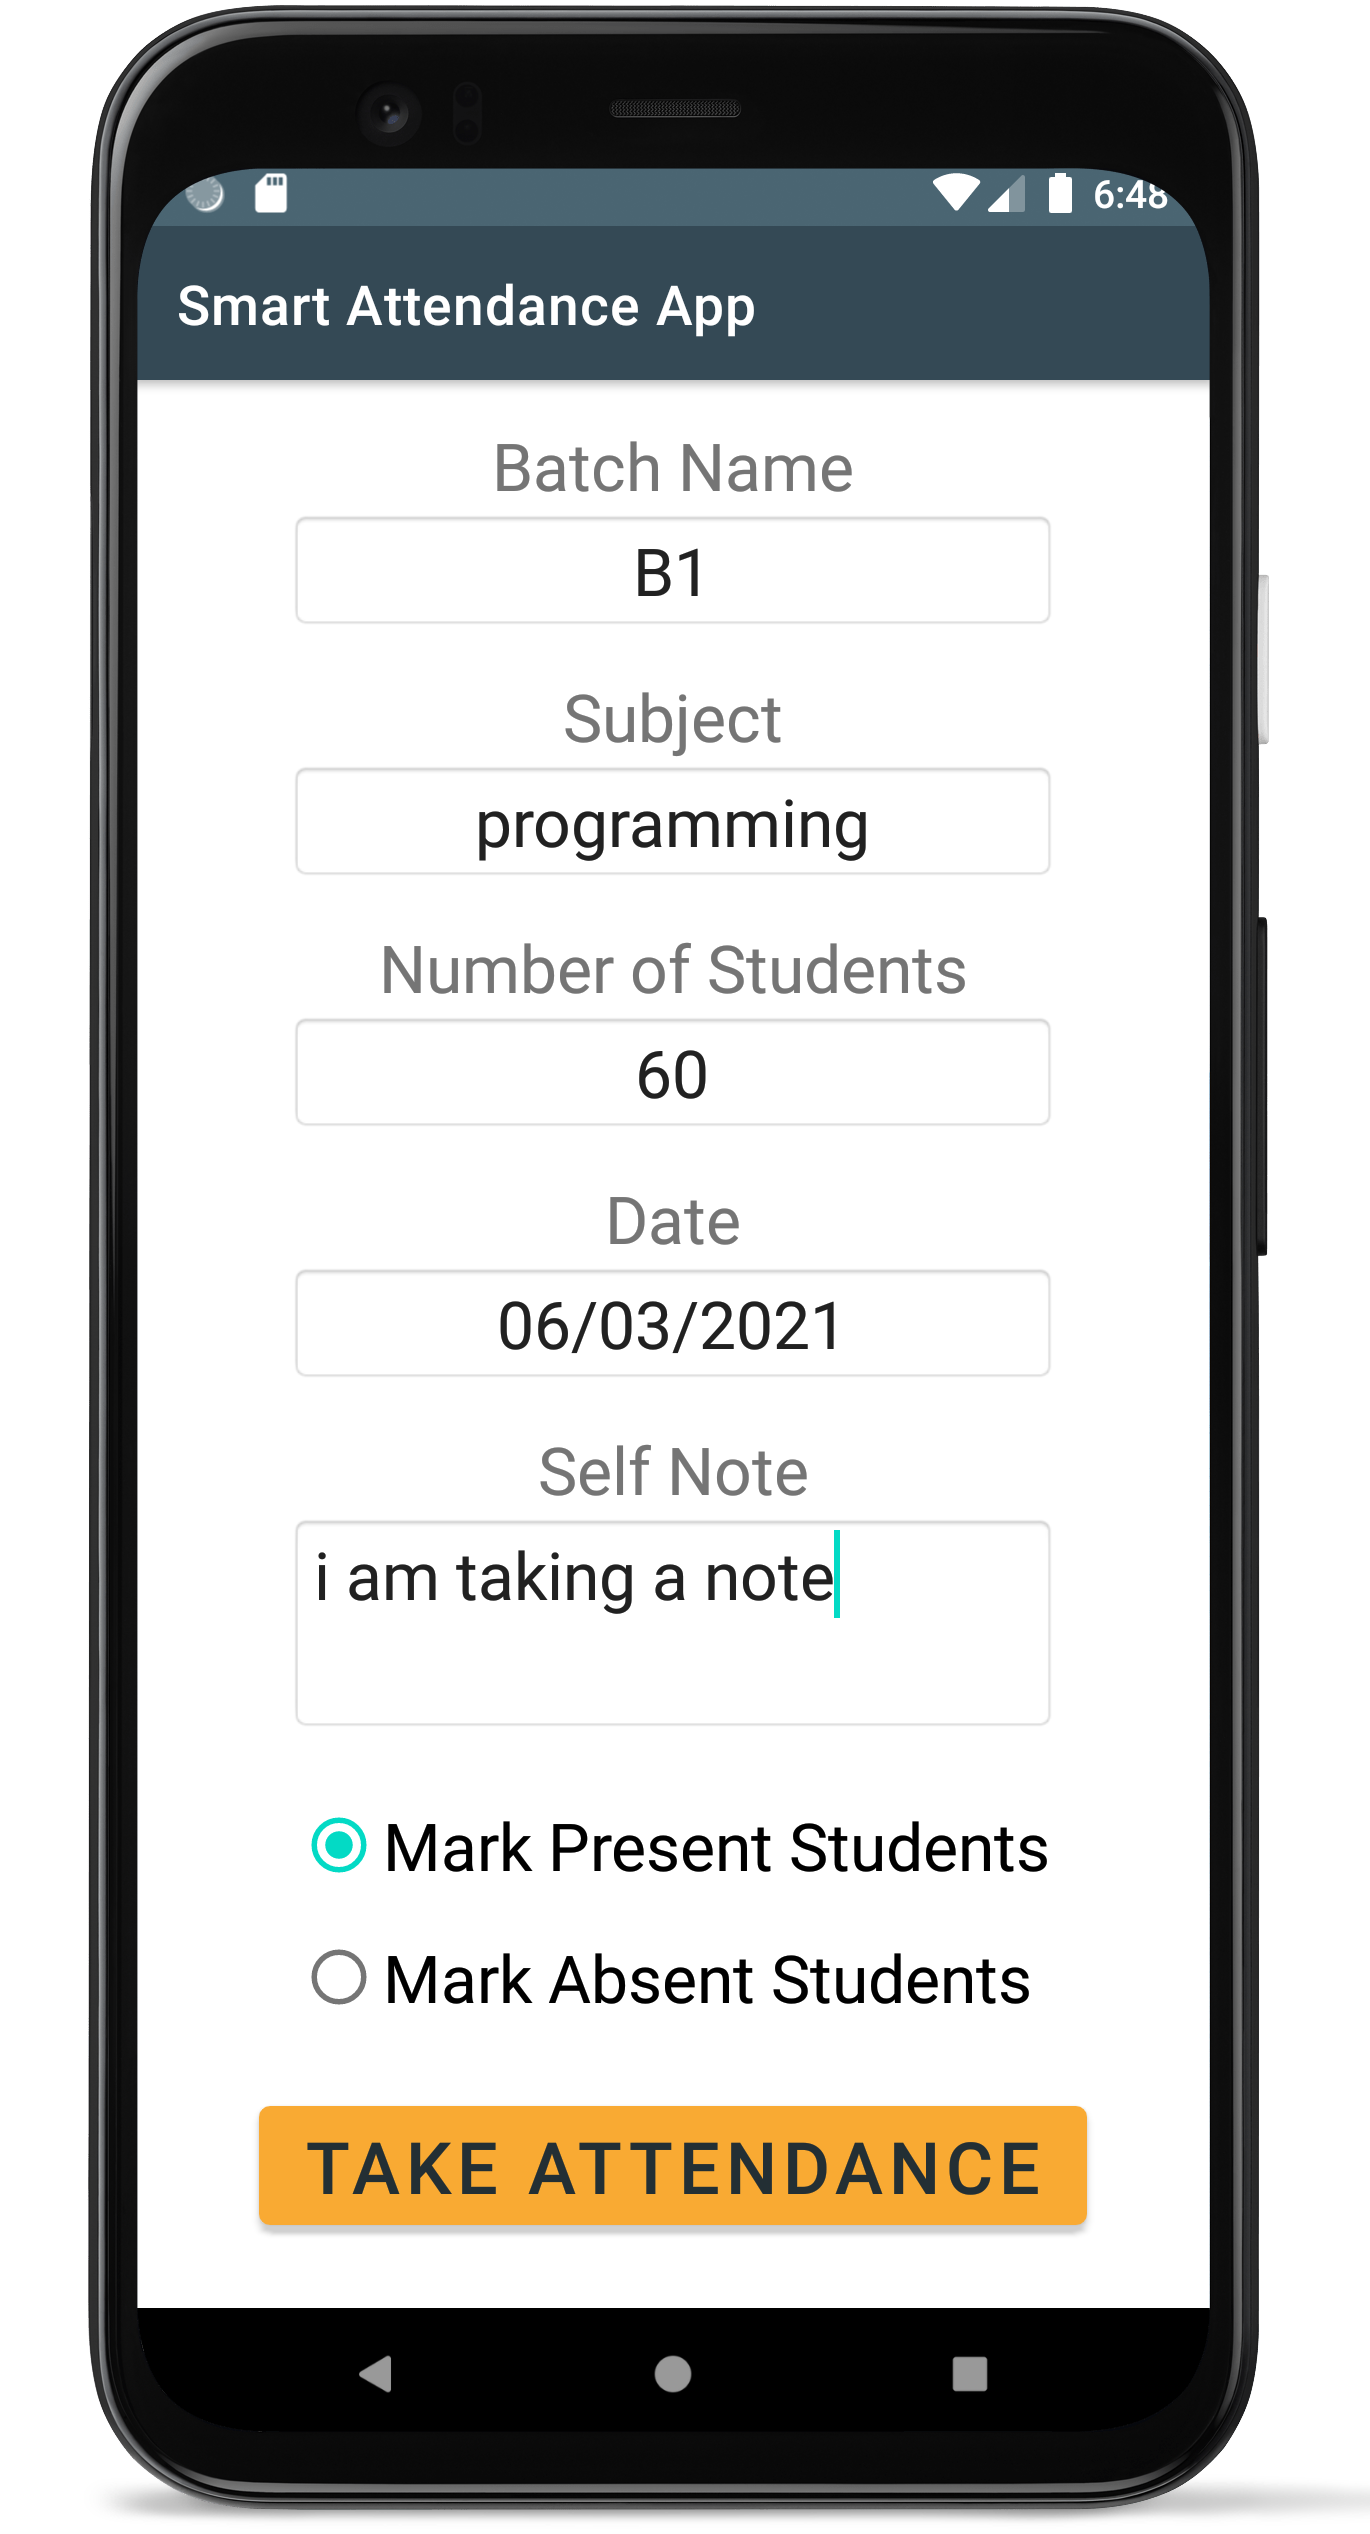 6:48
Smart Attendance App
Batch Name
B1
Subject
programming
Number of Students
60
Date
06/03/2021
Self Note
i am taking a note
Mark Present Students
Mark Absent Students
TAKE ATTENDANCE